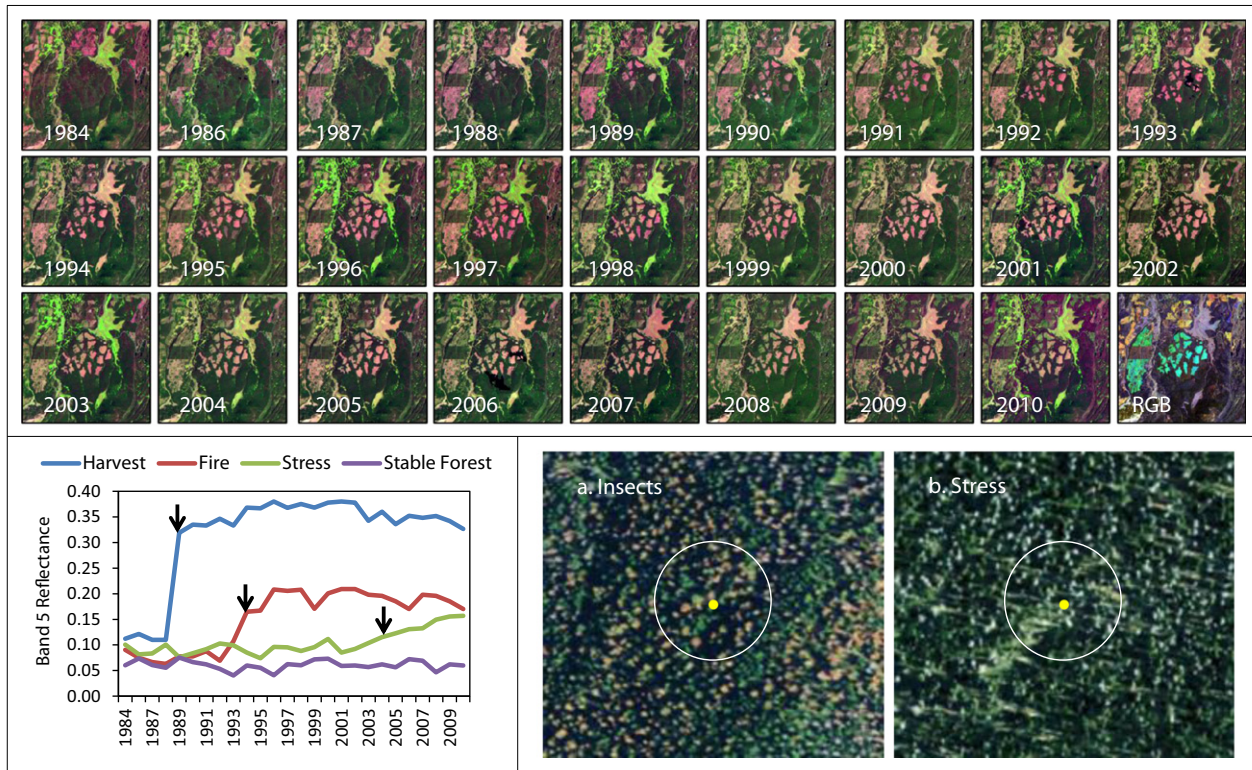 1984 1986 1987 1988 1989 1990 1991 1992 1993
1994 1995 1996 1997 1998 1999 2000 2001 2002
2003 2004 2005 2006 2007 2008 2009 2010 RGB
Harvest Fire Stress Stable Forest
Band 5 Reflectance
0.40
0.35
0.30
0.25
0.20
0.15
0.10
0.05
0.00
1984 1987 1989 1991 1993 1995 1997 1999 2001 2003 2005 2007 2009
a. Insects
b. Stress